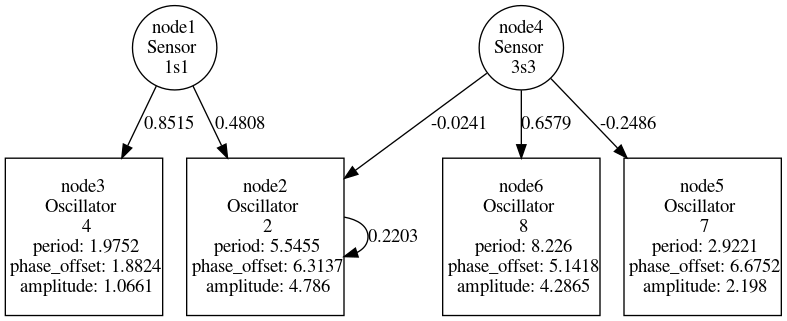 node1
Sensor
1s1
node4
Sensor
3s3
0.8515
0.4808
-0.0241
0.6579
-0.2486
node3
Oscillator
4
period: 1.9752
phase_offset: 1.8824
amplitude: 1.0661
node2
Oscillator
2
period: 5.5455
phase_offset: 6.3137
amplitude: 4.786
0.2203
node6
Oscillator
8
period: 8.226
phase_offset: 5.1418
amplitude: 4.2865
node5
Oscillator
7
period: 2.9221
phase_offset: 6.6752
amplitude: 2.198